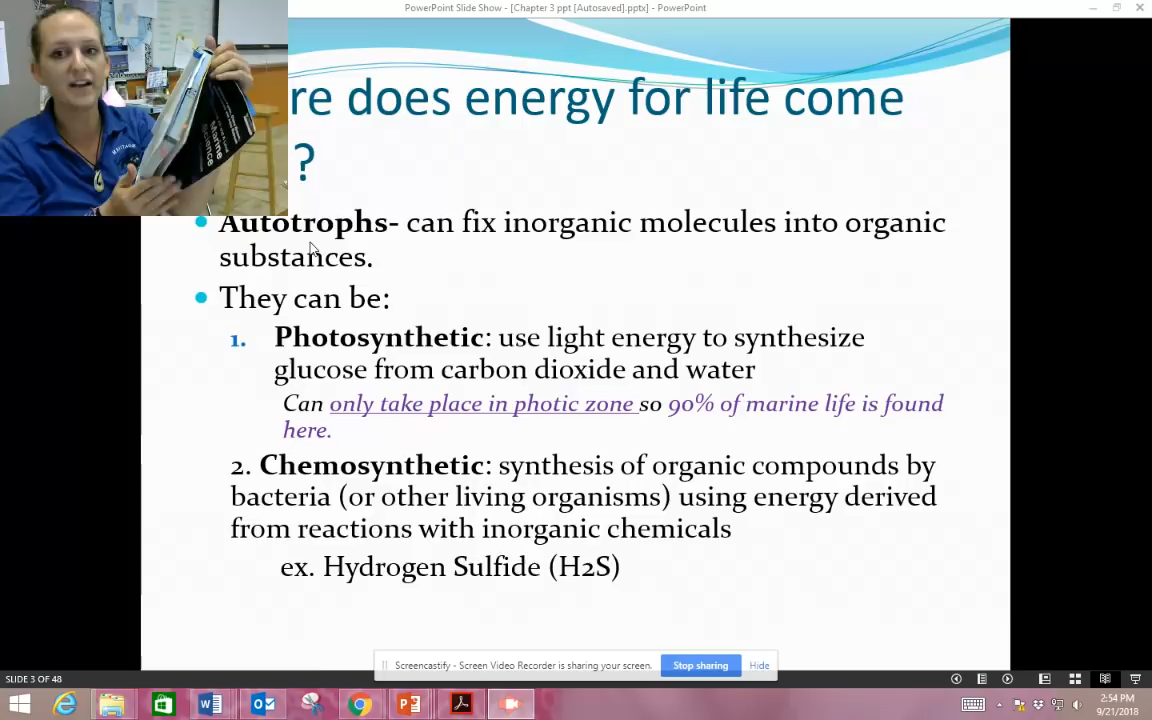 PowerPoint Slide Show - [Chapter 3 ppt [Autosaved].pptx] - PowerPoint
re does energy for life come
?
Marine
Science
• Autotrophs- can fix inorganic molecules into organic
substances.
• They can be:
1. Photosynthetic: use light energy to synthesize
glucose from carbon dioxide and water
Can only take place in photic zone so 90% of marine life is found
here.
2. Chemosynthetic: synthesis of organic compounds by
bacteria (or other living organisms) using energy derived
from reactions with inorganic chemicals
ex. Hydrogen Sulfide (H2S)
Screencastify - Screen Video Recorder is sharing your screen. Stop sharing Hide
SLIDE 3 OF 48
2:54 PM
9/21/2018